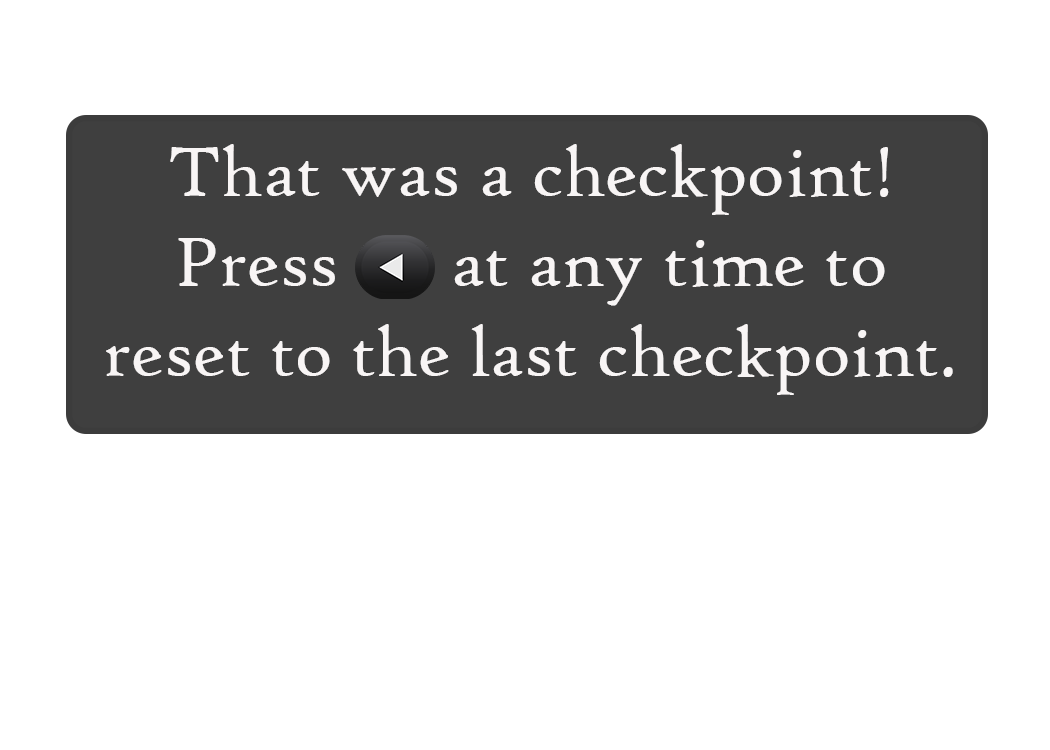 That was a checkpoint!
Press ◀ at any time to
reset to the last checkpoint.